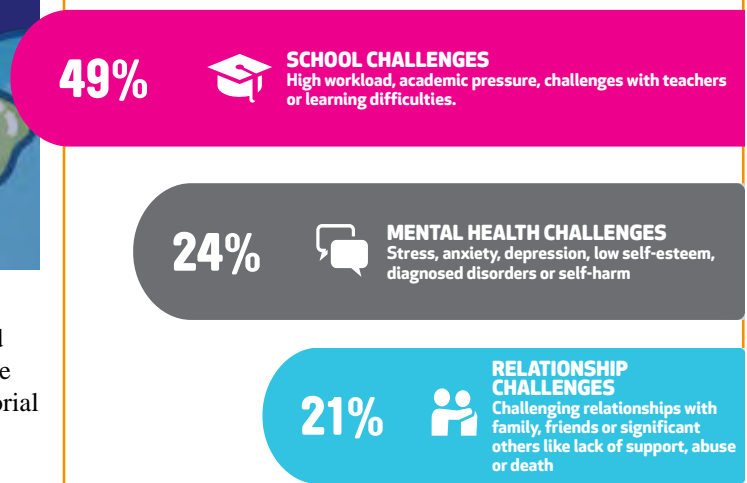 49%
SCHOOL CHALLENGES
High workload, academic pressure, challenges with teachers
or learning difficulties.
24%
MENTAL HEALTH CHALLENGES
Stress, anxiety, depression, low self-esteem,
diagnosed disorders or self-harm
21%
RELATIONSHIP
CHALLENGES
Challenging relationships with
family, friends or significant
others like lack of support, abuse
or death